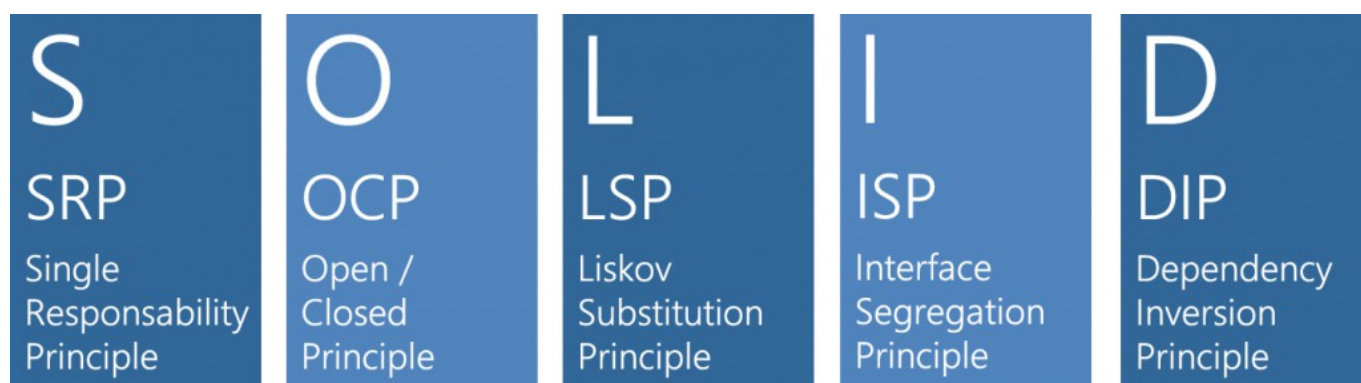 S
SRP
Single
Responsability
Principle
O
OCP
Open /
Closed
Principle
L
LSP
Liskov
Substitution
Principle
I
ISP
Interface
Segregation
Principle
D
DIP
Dependency
Inversion
Principle